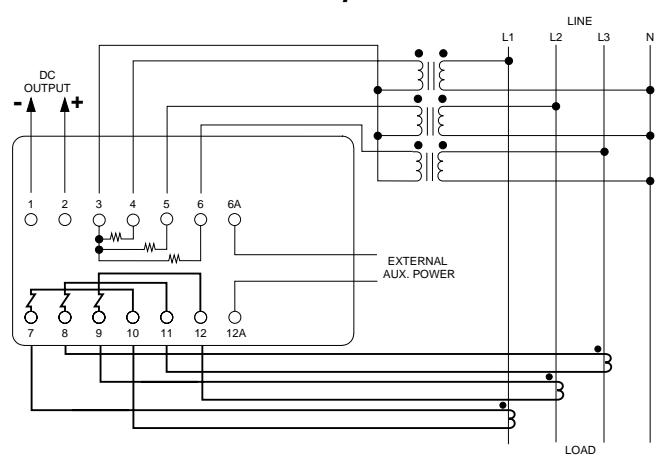 LINE
L1 L2 L3 N
DC
OUTPUT
- +
1 2 3 4 5 6 6A
EXTERNAL
AUX. POWER
7 8 9 10 11 12 12A
LOAD